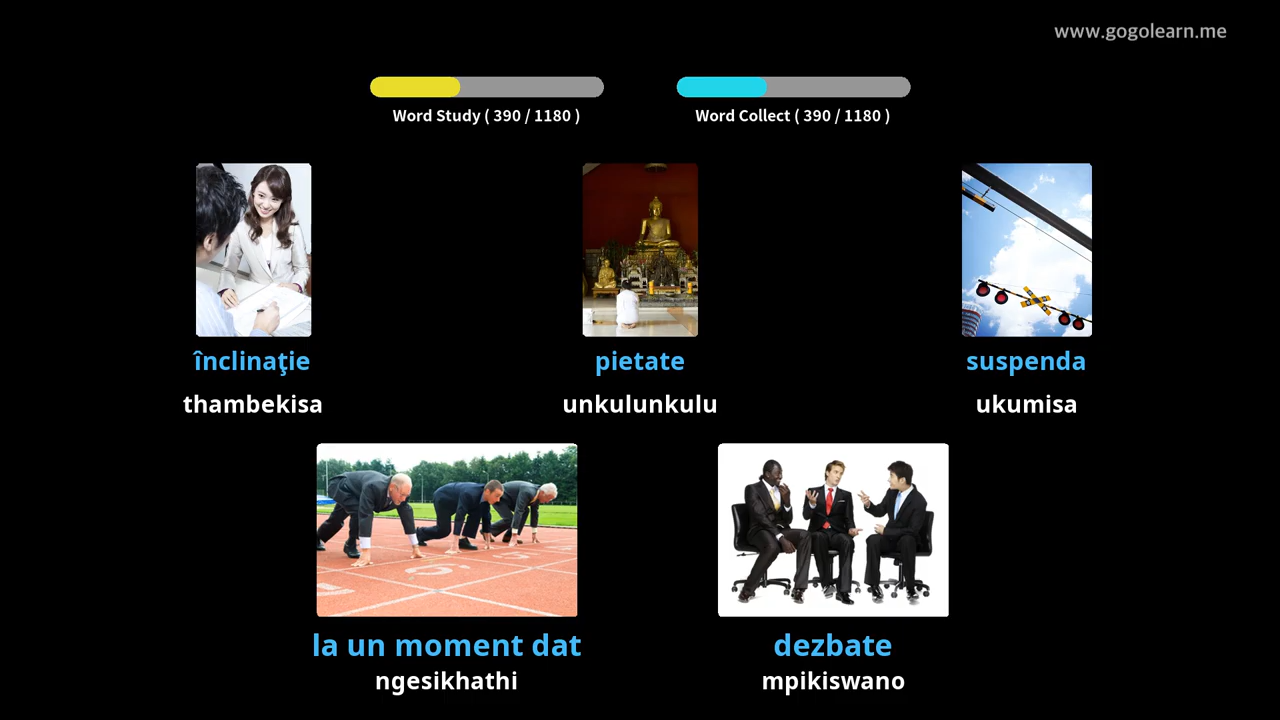 www.gogolearn.me
Word Study ( 390 / 1180 )
Word Collect ( 390 / 1180 )
înclinaţie
pietate
suspenda
thambekisa
unkulunkulu
ukumisa
la un moment dat
dezbate
ngesikhathi
mpikiswano